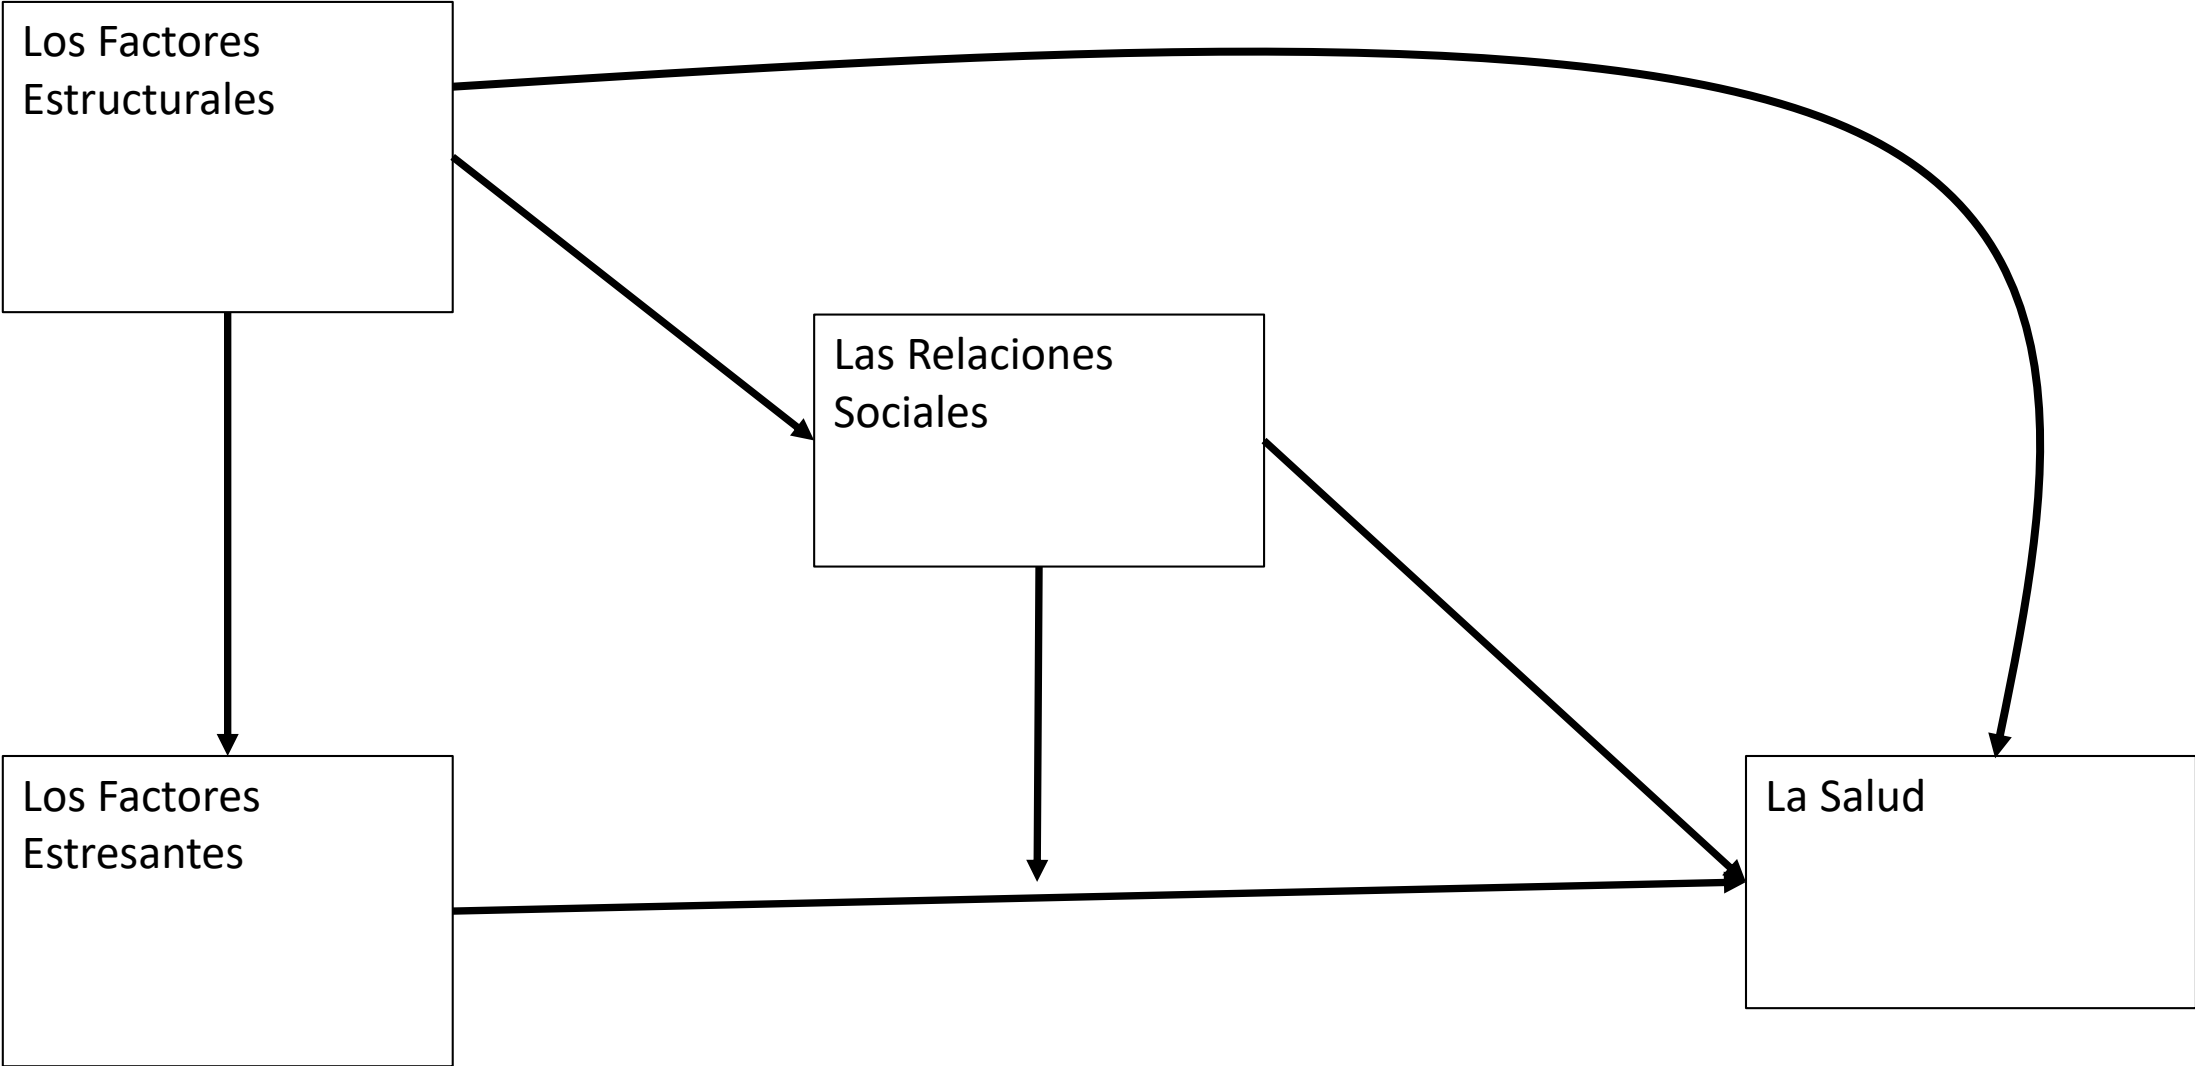 Los Factores
Estructurales
Las Relaciones
Sociales
Los Factores
Estresantes
La Salud